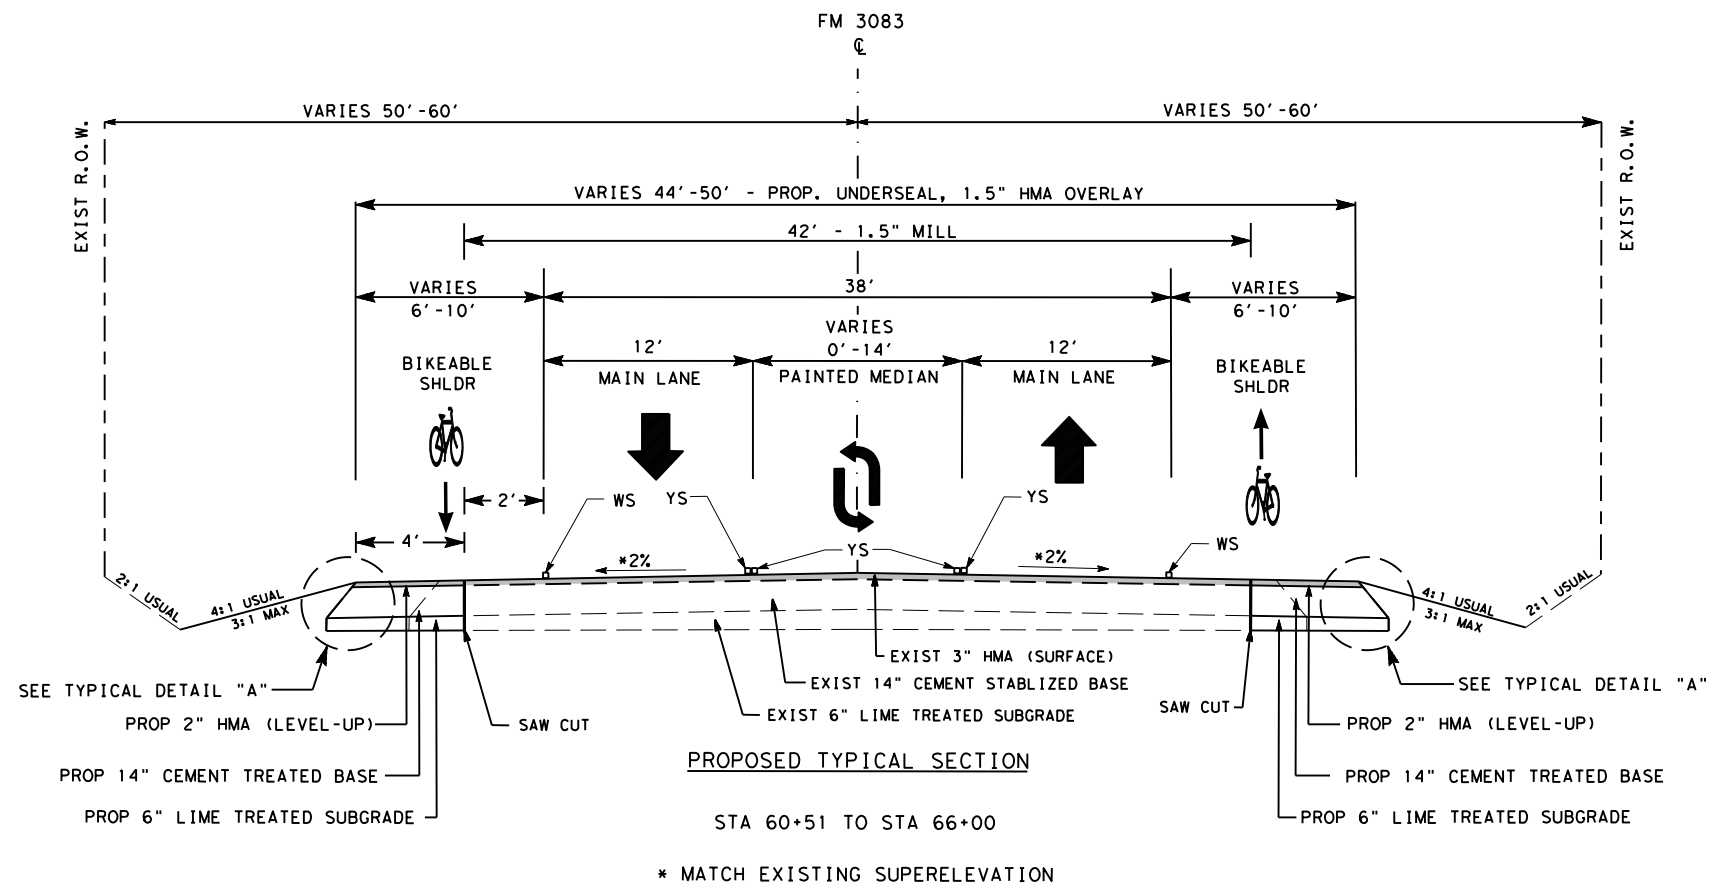 FM 3083
℄
VARIES 50'-60'
VARIES 50'-60'
EXIST R.O.W.
EXIST R.O.W.
VARIES 44'-50' - PROP. UNDERSEAL, 1.5" HMA OVERLAY
42' - 1.5" MILL
VARIES
6'-10'
38'
VARIES
6'-10'
12'
MAIN LANE
VARIES
0'-14'
PAINTED MEDIAN
12'
MAIN LANE
BIKEABLE
SHLDR
BIKEABLE
SHLDR
2'
WS
YS
YS
4'
*2%
YS
*2%
WS
2:1 USUAL
4:1 USUAL
3:1 MAX
4:1 USUAL
3:1 MAX
2:1 USUAL
EXIST 3" HMA (SURFACE)
EXIST 14" CEMENT STABLIZED BASE
EXIST 6" LIME TREATED SUBGRADE
SEE TYPICAL DETAIL "A"
PROP 2" HMA (LEVEL-UP)
SAW CUT
PROP 14" CEMENT TREATED BASE
PROP 6" LIME TREATED SUBGRADE
SAW CUT
SEE TYPICAL DETAIL "A"
PROP 2" HMA (LEVEL-UP)
PROP 14" CEMENT TREATED BASE
PROP 6" LIME TREATED SUBGRADE
PROPOSED TYPICAL SECTION
STA 60+51 TO STA 66+00
* MATCH EXISTING SUPERELEVATION